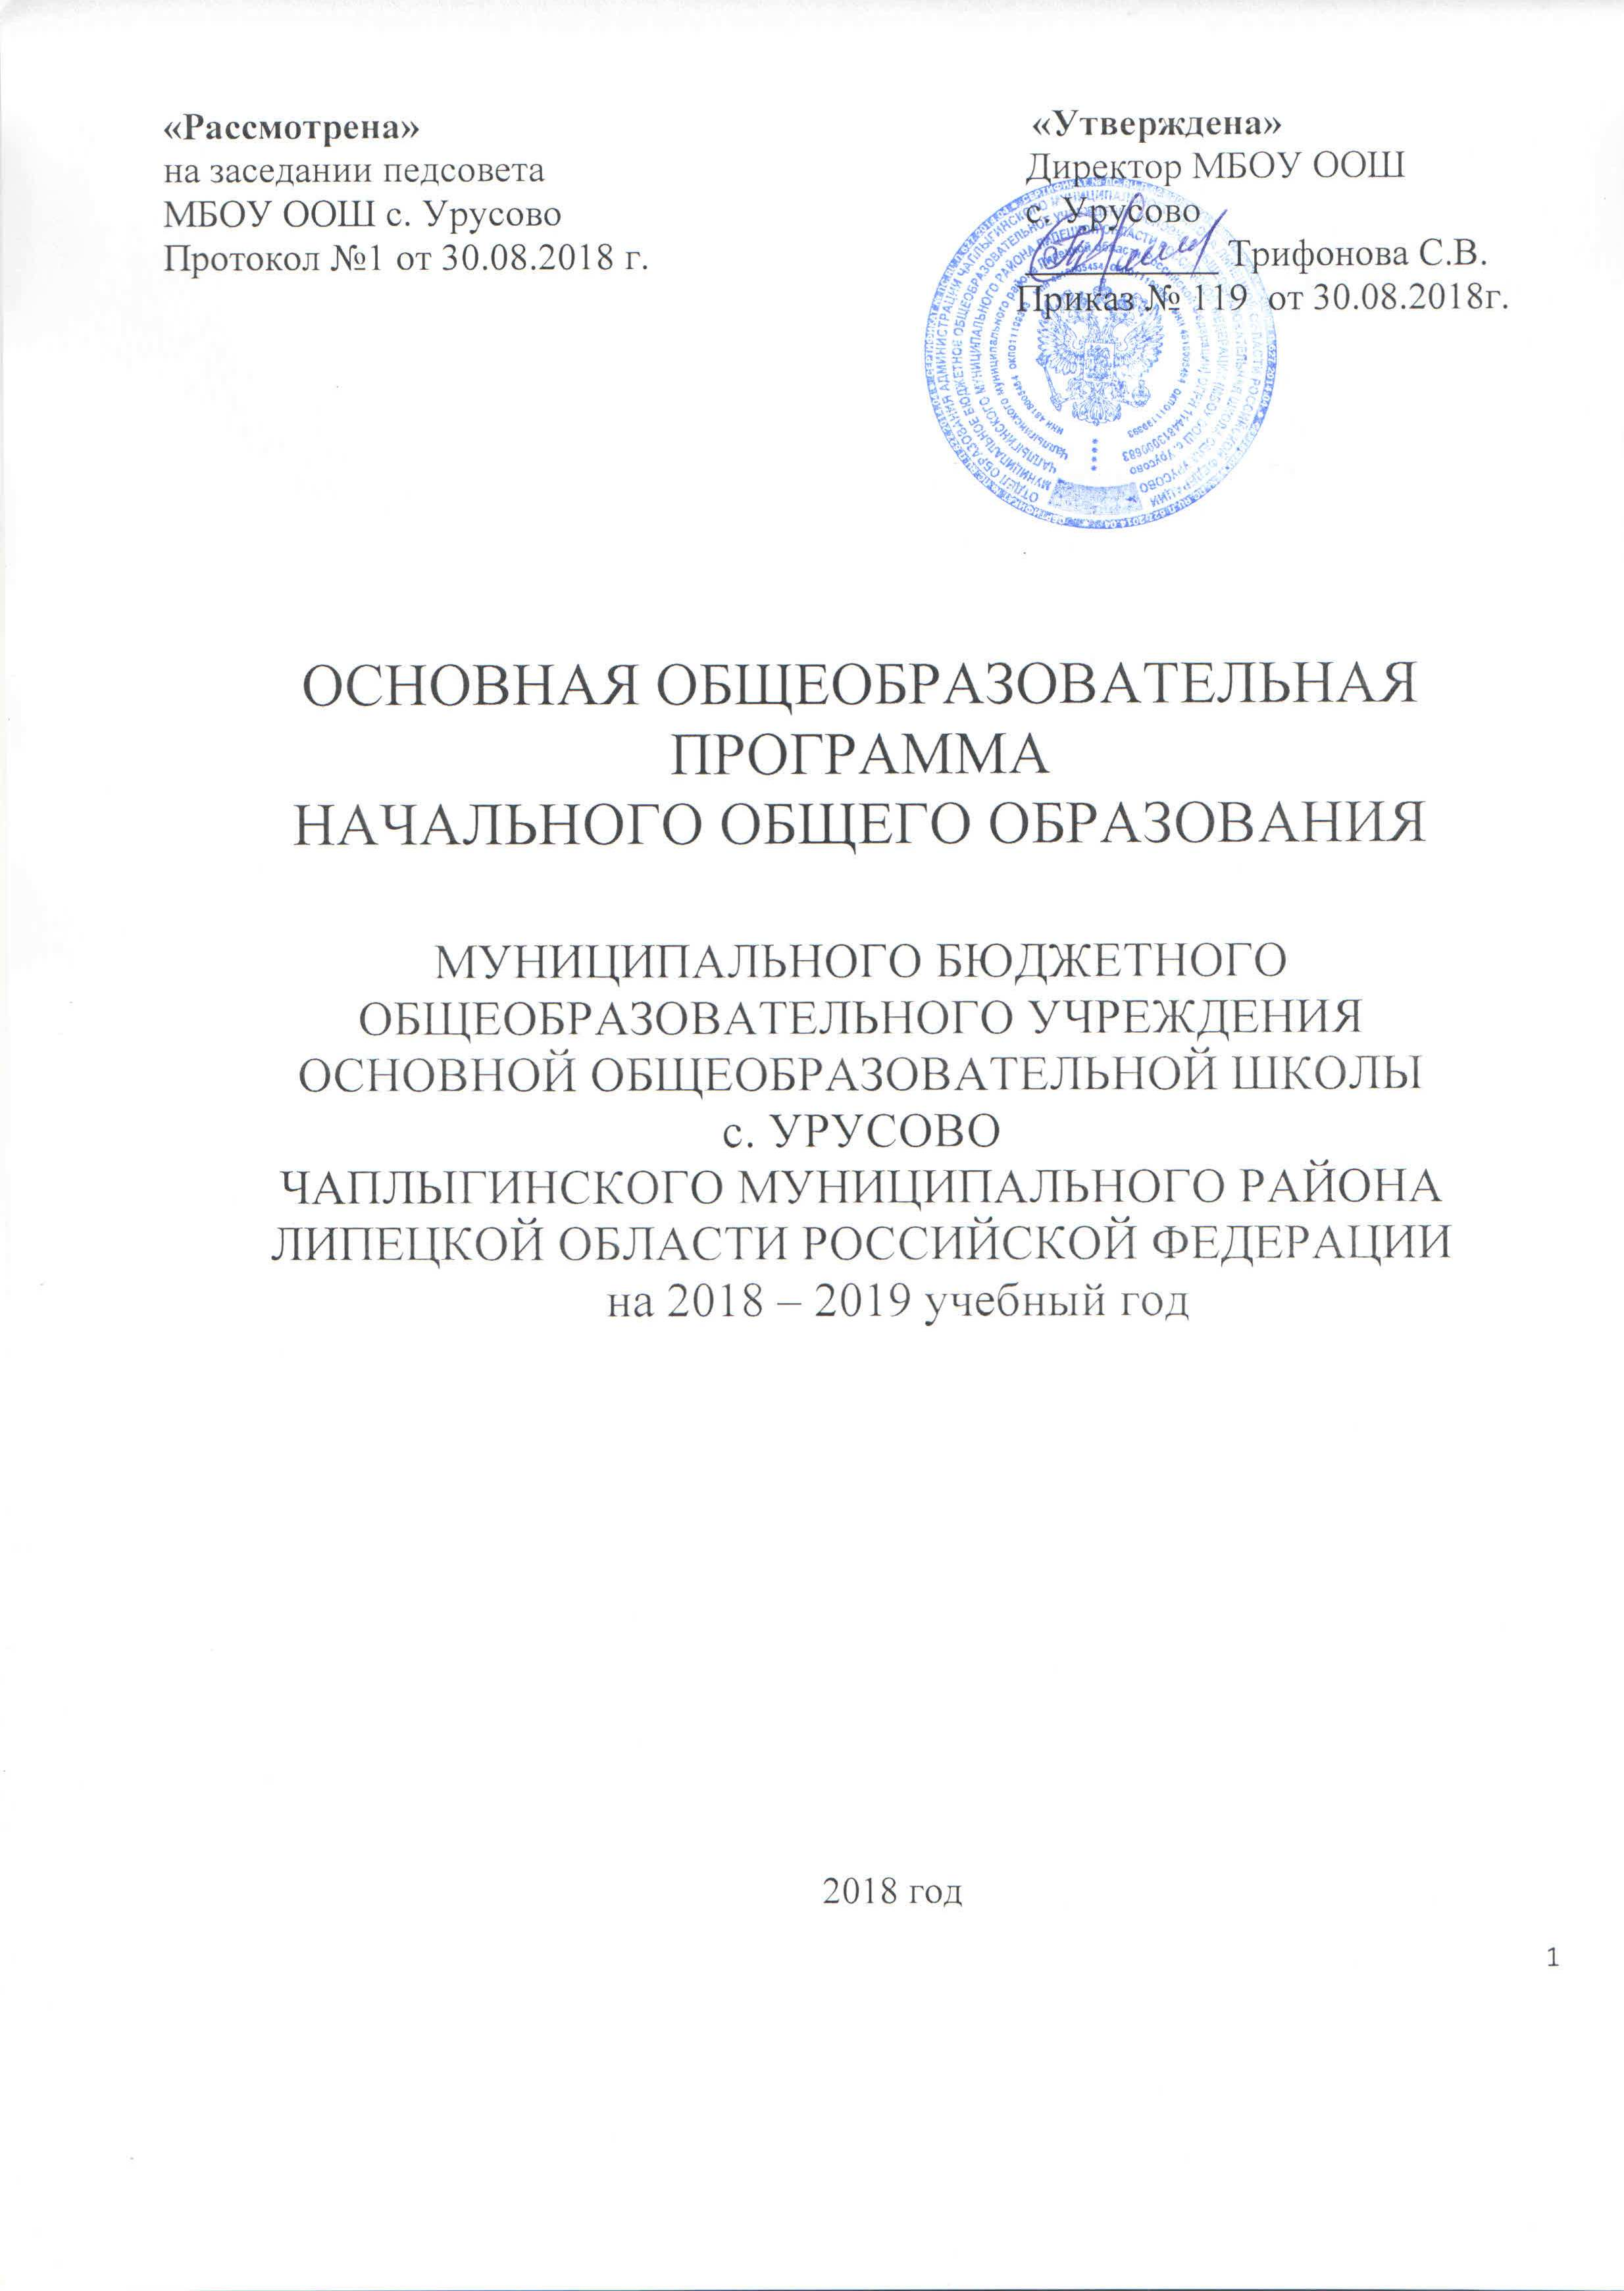 «Рассмотрена»
на заседании педсовета
МБОУ ООШ с. Урусово
Протокол №1 от 30.08.2018 г.
«Утверждена»
Директор МБОУ ООШ
с. Урусово
__________ Трифонова С.В.
Приказ № 119 от 30.08.2018г.
ОСНОВНАЯ ОБЩЕОБРАЗОВАТЕЛЬНАЯ
ПРОГРАММА
НАЧАЛЬНОГО ОБЩЕГО ОБРАЗОВАНИЯ
МУНИЦИПАЛЬНОГО БЮДЖЕТНОГО
ОБЩЕОБРАЗОВАТЕЛЬНОГО УЧРЕЖДЕНИЯ
ОСНОВНОЙ ОБЩЕОБРАЗОВАТЕЛЬНОЙ ШКОЛЫ
с. УРУСОВО
ЧАПЛЫГИНСКОГО МУНИЦИПАЛЬНОГО РАЙОНА
ЛИПЕЦКОЙ ОБЛАСТИ РОССИЙСКОЙ ФЕДЕРАЦИИ
на 2018 – 2019 учебный год
2018 год
1